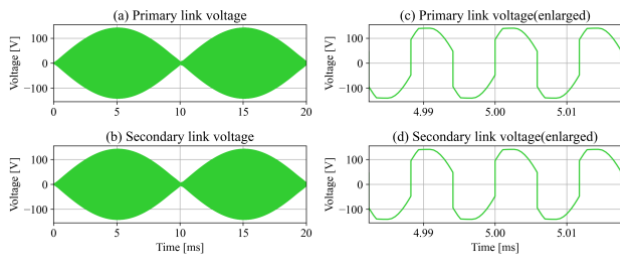 (a) Primary link voltage
Voltage [V]
100
0
−100
0
5
10
15
20
(c) Primary link voltage(enlarged)
Voltage [V]
100
0
−100
4.99
5.00
5.01
(b) Secondary link voltage
Voltage [V]
100
0
−100
0
5
10
15
20
Time [ms]
(d) Secondary link voltage(enlarged)
Voltage [V]
100
0
−100
4.99
5.00
5.01
Time [ms]